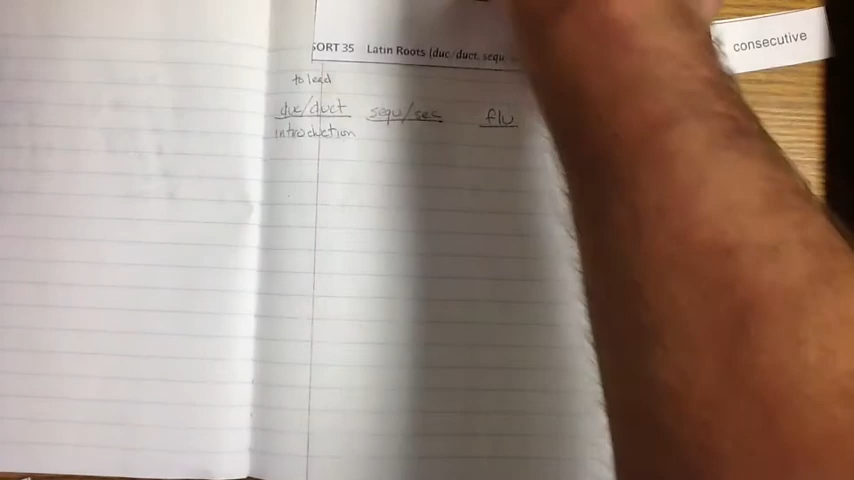 SORT 35 Latin Roots (duc/duct, sequ
consecutive
to lead
duc/duct sequ/sec flu
introduction